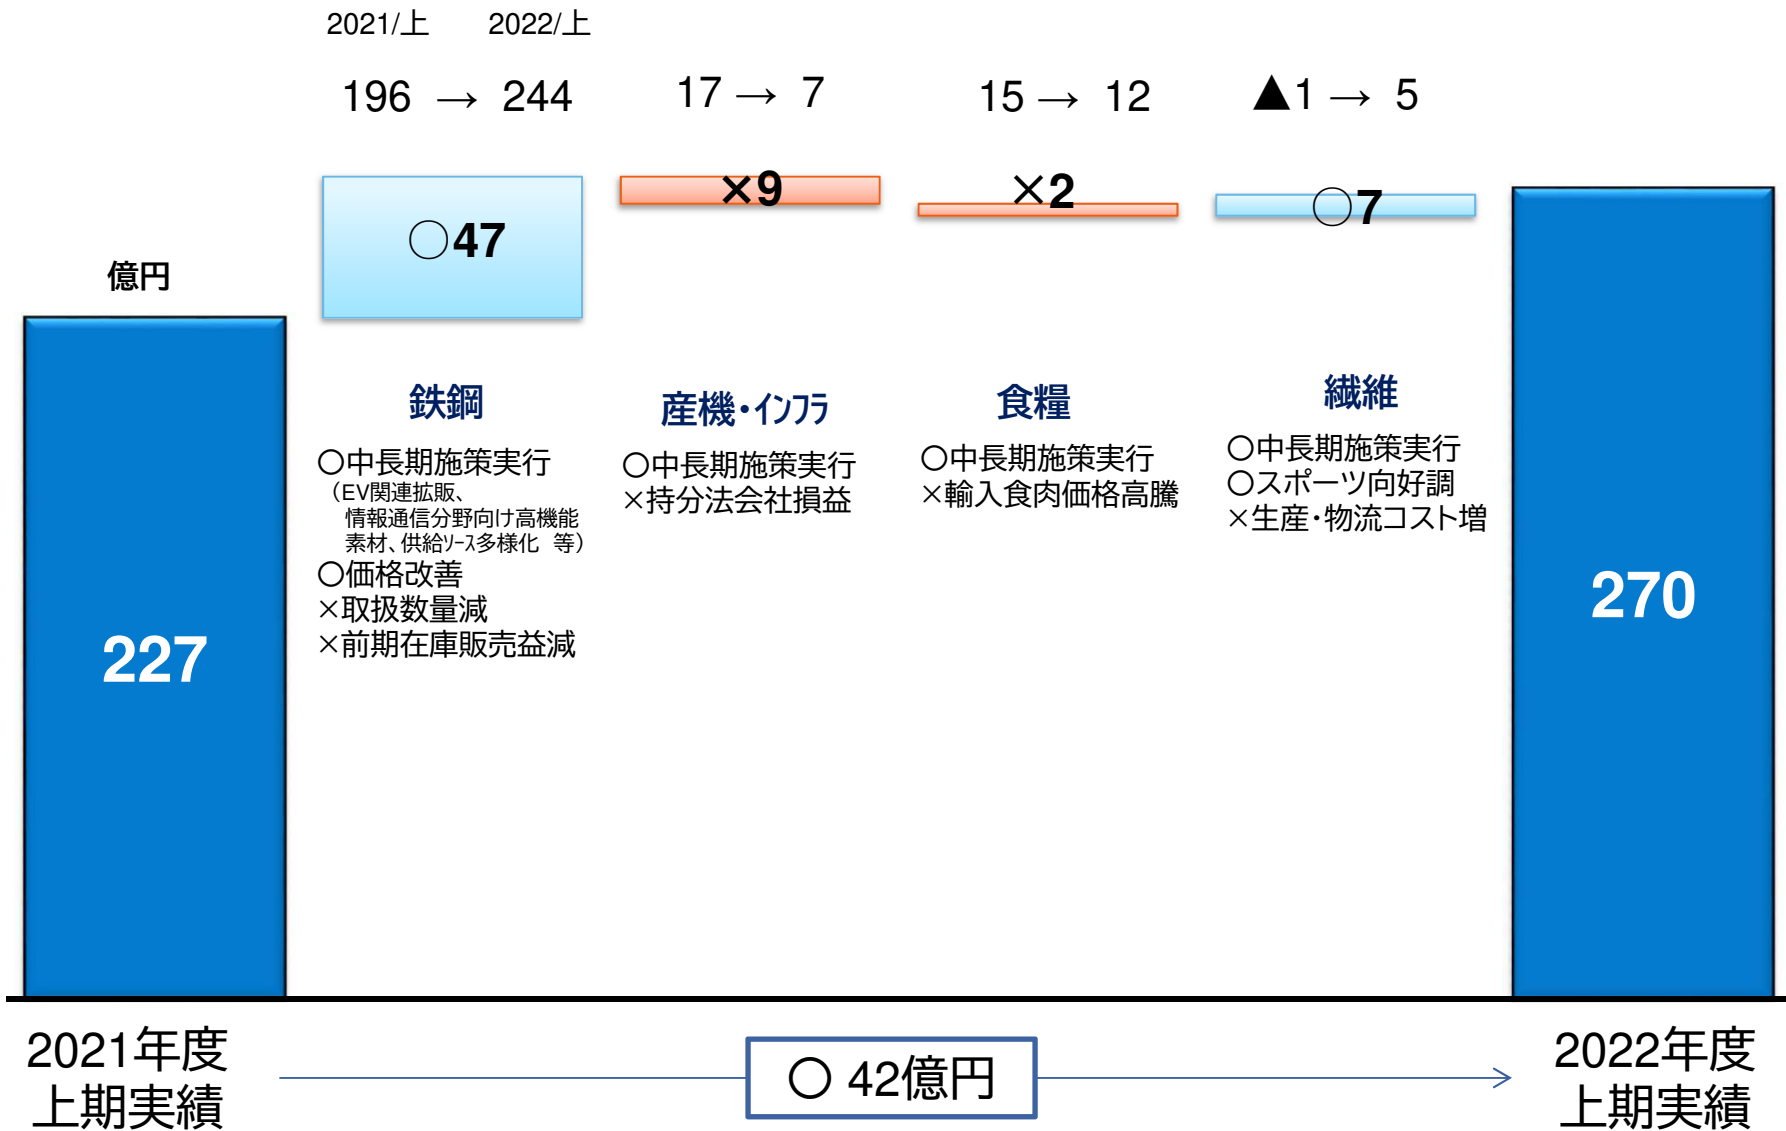 2021/上 2022/上
196 → 244
17 → 7
15 → 12
▲1 → 5
○47
×9
×2
○7
億円
227
270
鉄鋼
○中長期施策実行
（EV関連拡販、
情報通信分野向け高機能
素材、供給ソース多様化 等）
○価格改善
×取扱数量減
×前期在庫販売益減
産機・インフラ
○中長期施策実行
×持分法会社損益
食糧
○中長期施策実行
×輸入食肉価格高騰
繊維
○中長期施策実行
○スポーツ向好調
×生産・物流コスト増
2021年度
上期実績
○ 42億円
2022年度
上期実績